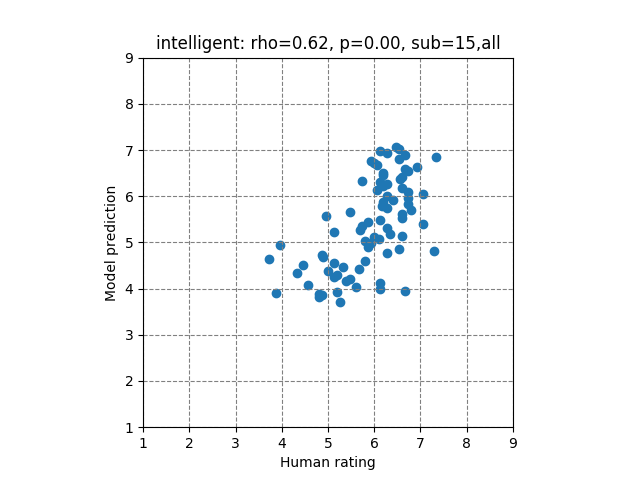 intelligent: rho=0.62, p=0.00, sub=15,all
Model prediction
9
8
7
6
5
4
3
2
1
1 2 3 4 5 6 7 8 9
Human rating